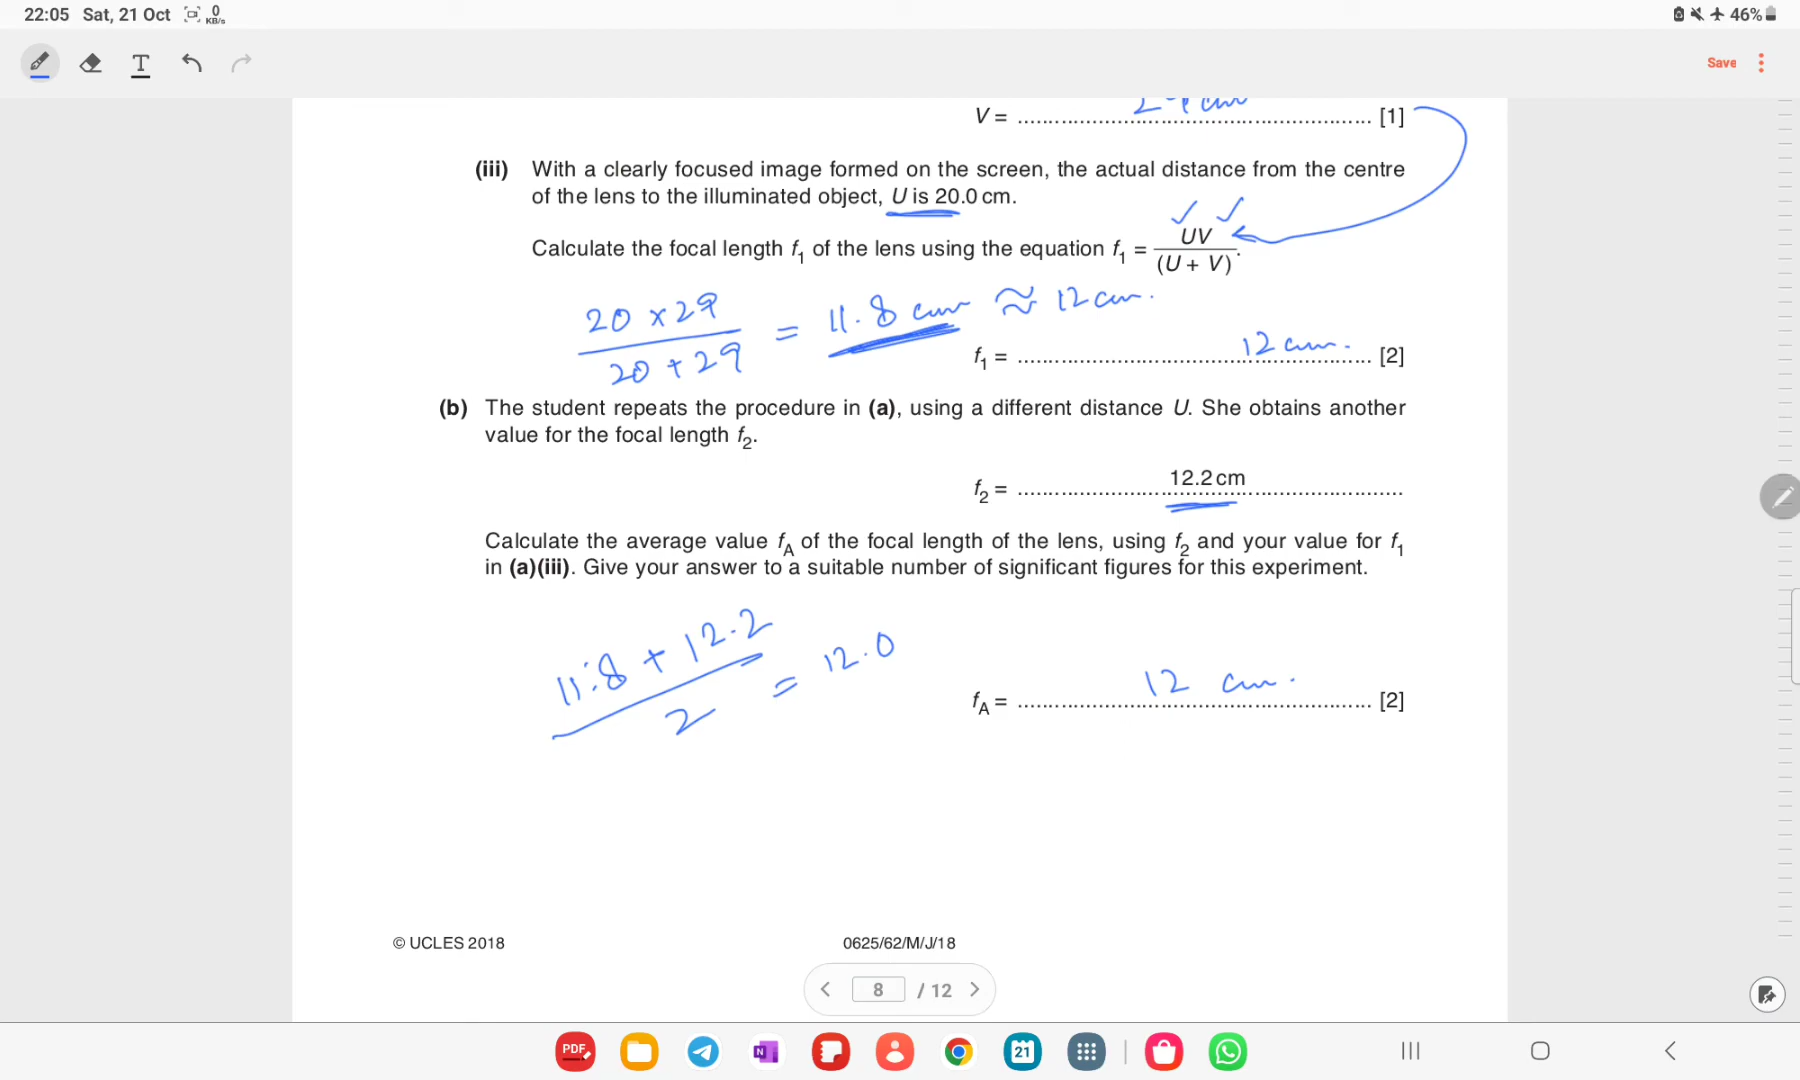 22:05 Sat, 21 Oct 0 KB/s 46%
Save
V = ........ [1]
(iii) With a clearly focused image formed on the screen, the actual distance from the centre
of the lens to the illuminated object, U is 20.0 cm.
Calculate the focal length f1 of the lens using the equation f1 = UV / (U + V).
20 x 29 / 20 + 29 = 11.8 cm ≈ 12 cm.
f1 = 12 cm. [2]
(b) The student repeats the procedure in (a), using a different distance U. She obtains another
value for the focal length f2.
f2 = 12.2 cm
Calculate the average value fA of the focal length of the lens, using f2 and your value for f1
in (a)(iii). Give your answer to a suitable number of significant figures for this experiment.
11.8 + 12.2 / 2 = 12.0
fA = 12 cm. [2]
© UCLES 2018 0625/62/M/J/18
8 / 12
PDF N 21